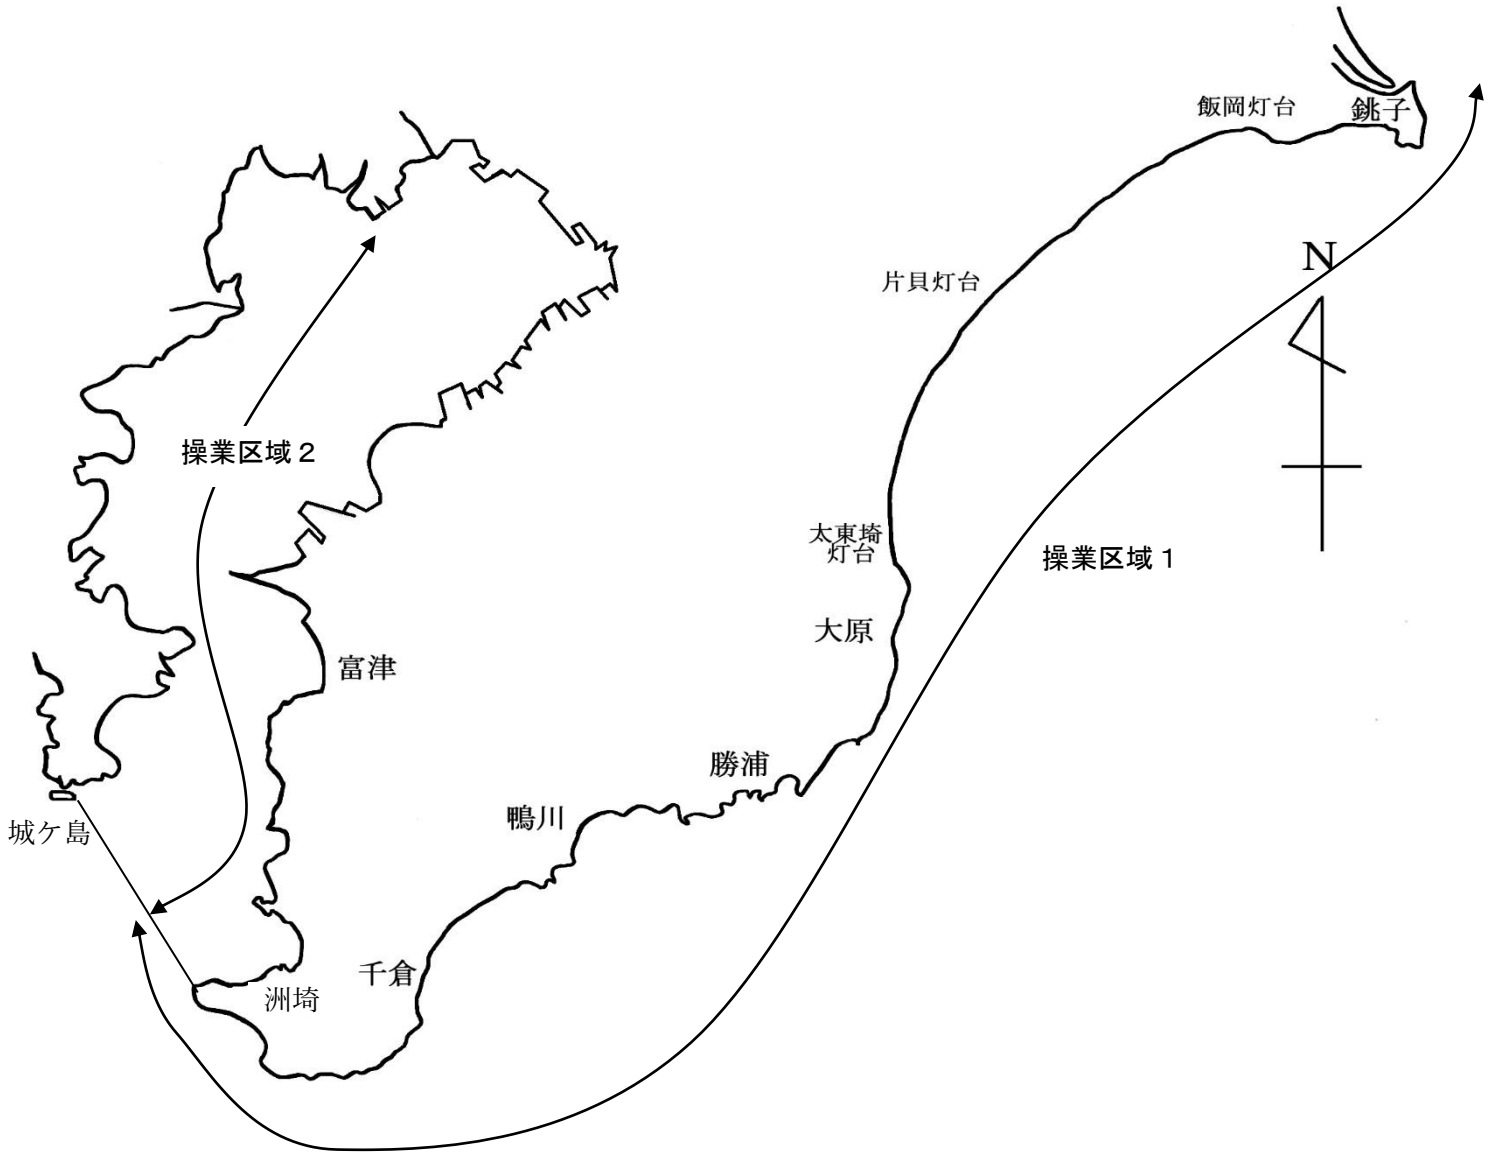 飯岡灯台
銚子
N
片貝灯台
操業区域２
太東埼
灯台
操業区域１
大原
富津
勝浦
鴨川
城ケ島
千倉
洲埼